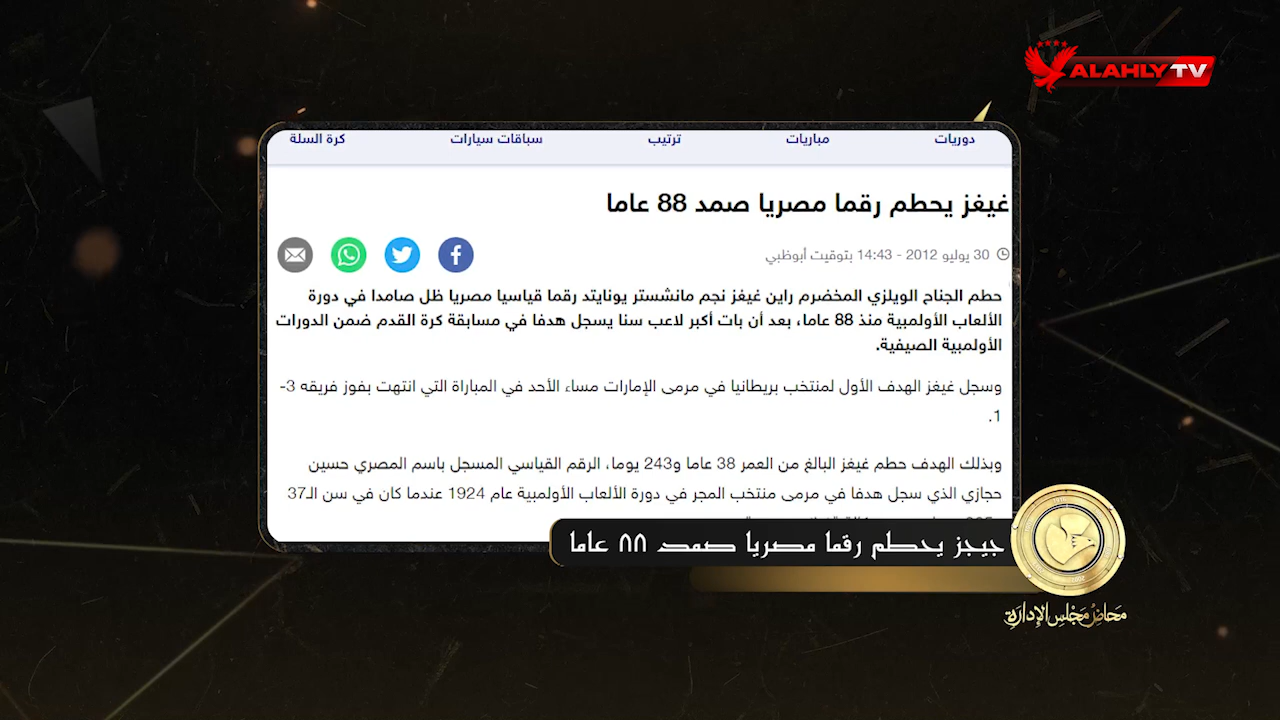 ALAHLY TV
دوريات مباريات ترتيب سباقات سيارات كرة السلة
غيغز يحطم رقما مصريا صمد 88 عاما
30 يوليو 2012 - 14:43 بتوقيت أبوظبي
حطم الجناح الويلزي المخضرم راين غيغز نجم مانشستر يونايتد رقما قياسيا مصريا ظل صامدا في دورة
الألعاب الأولمبية منذ 88 عاما، بعد أن بات أكبر لاعب سنا يسجل هدفا في مسابقة كرة القدم ضمن الدورات
الأولمبية الصيفية.
وسجل غيغز الهدف الأول لمنتخب بريطانيا في مرمى الإمارات مساء الأحد في المباراة التي انتهت بفوز فريقه 3-
1.
وبذلك الهدف حطم غيغز البالغ من العمر 38 عاما و243 يوما، الرقم القياسي المسجل باسم المصري حسين
حجازي الذي سجل هدفا في مرمى منتخب المجر في دورة الألعاب الأولمبية عام 1924 عندما كان في سن الـ37
جيجز يحطم رقما مصريا صمد ٨٨ عاما
محاضر مجلس الإدارة